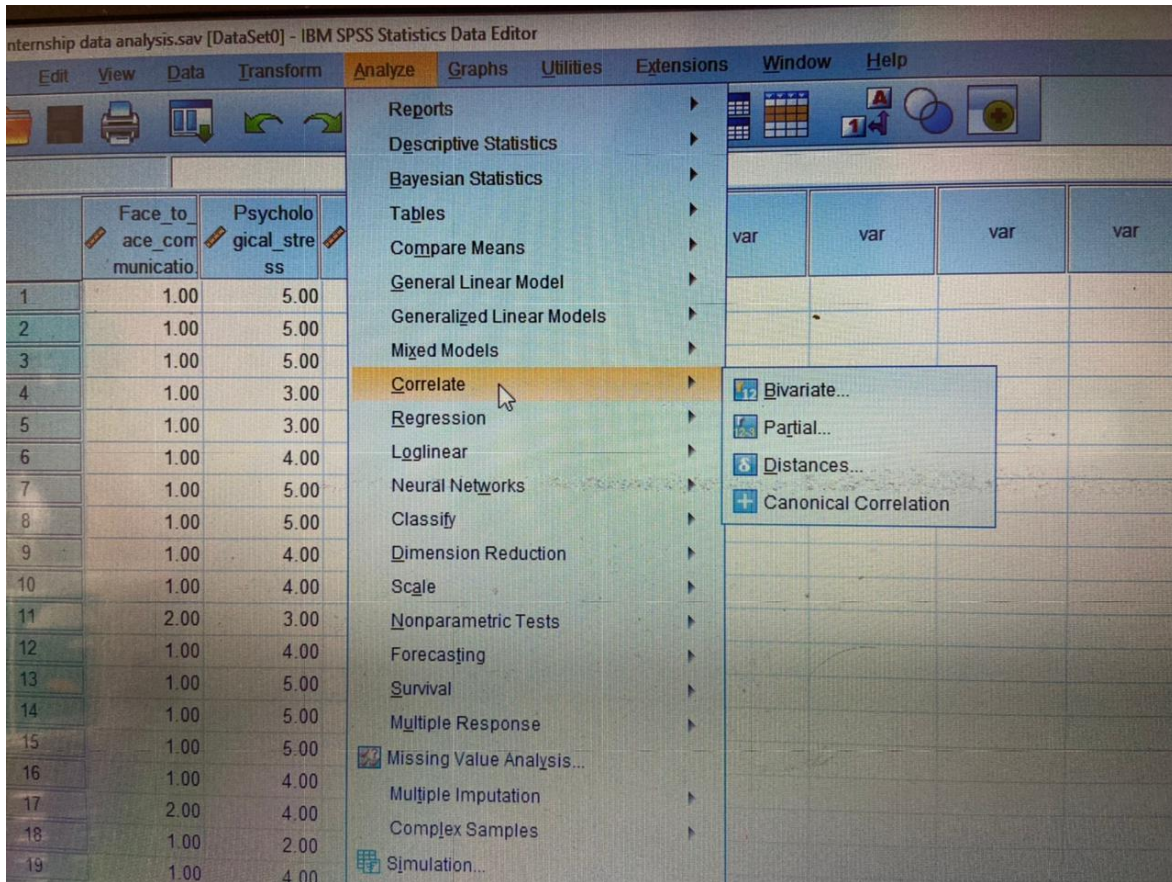 nternship data analysis.sav [DataSet0] - IBM SPSS Statistics Data Editor
Edit View Data Transform Analyze Graphs Utilities Extensions Window Help
Reports
Descriptive Statistics
Bayesian Statistics
Tables
Compare Means
General Linear Model
Generalized Linear Models
Mixed Models
Correlate
Regression
Loglinear
Neural Networks
Classify
Dimension Reduction
Scale
Nonparametric Tests
Forecasting
Survival
Multiple Response
Missing Value Analysis...
Multiple Imputation
Complex Samples
Simulation...
Bivariate...
Partial...
Distances...
Canonical Correlation
A
1
Face_to_
ace_com
municatio.
Psycholo
gical_stre
ss
var var var var
1 1.00 5.00
2 1.00 5.00
3 1.00 5.00
4 1.00 3.00
5 1.00 3.00
6 1.00 4.00
7 1.00 5.00
8 1.00 5.00
9 1.00 4.00
10 1.00 4.00
11 2.00 3.00
12 1.00 4.00
13 1.00 5.00
14 1.00 5.00
15 1.00 5.00
16 1.00 4.00
17 2.00 4.00
18 1.00 2.00
19 1.00 4.00